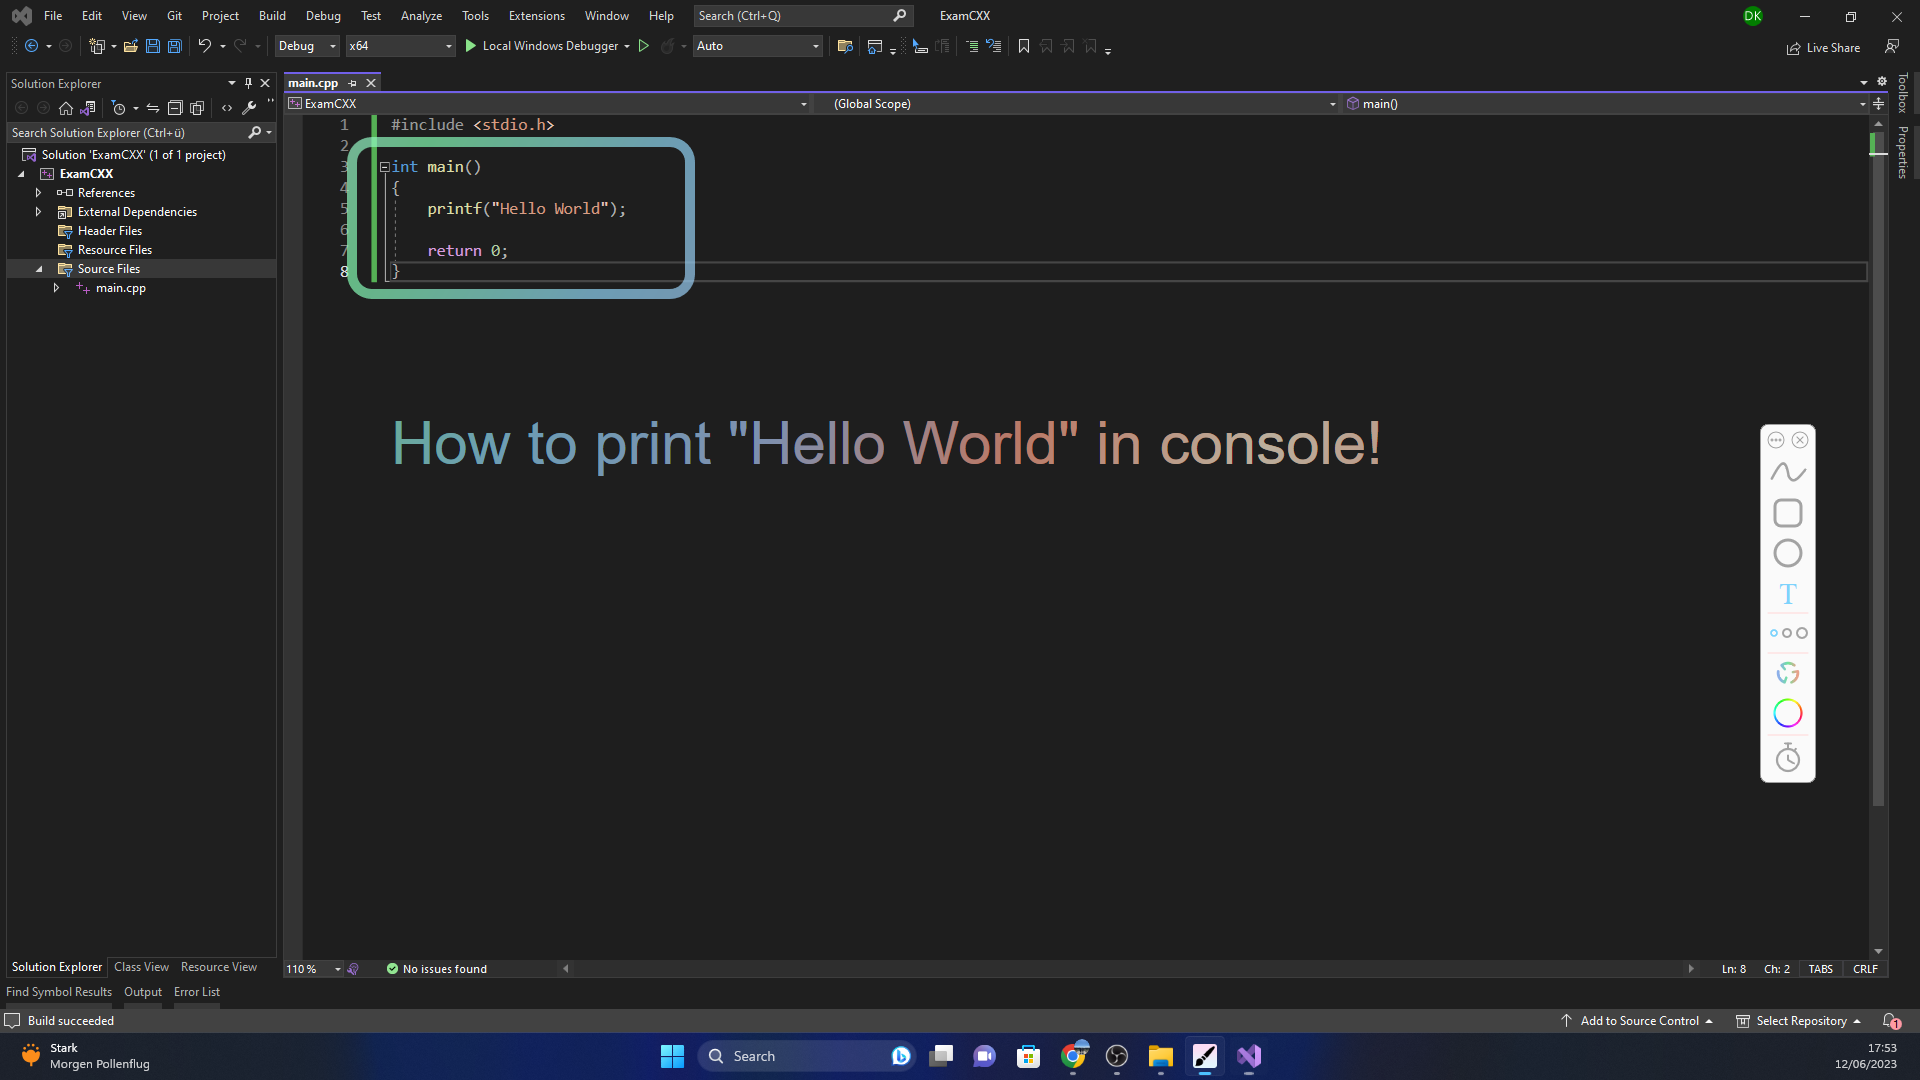 File Edit View Git Project Build Debug Test Analyze Tools Extensions Window Help Search (Ctrl+Q) ExamCXX DK
Debug x64 Local Windows Debugger Auto Live Share
Solution Explorer
Search Solution Explorer (Ctrl+ü)
Solution 'ExamCXX' (1 of 1 project)
ExamCXX
References
External Dependencies
Header Files
Resource Files
Source Files
main.cpp
main.cpp
ExamCXX (Global Scope) main()
1 #include <stdio.h>
2
3 int main()
4 {
5 printf("Hello World");
6
7 return 0;
8 }
How to print "Hello World" in console!
T
Toolbox
Properties
Solution Explorer Class View Resource View
110 % No issues found Ln: 8 Ch: 2 TABS CRLF
Find Symbol Results Output Error List
Build succeeded Add to Source Control Select Repository 1
Stark
Morgen Pollenflug
Search
17:53
12/06/2023